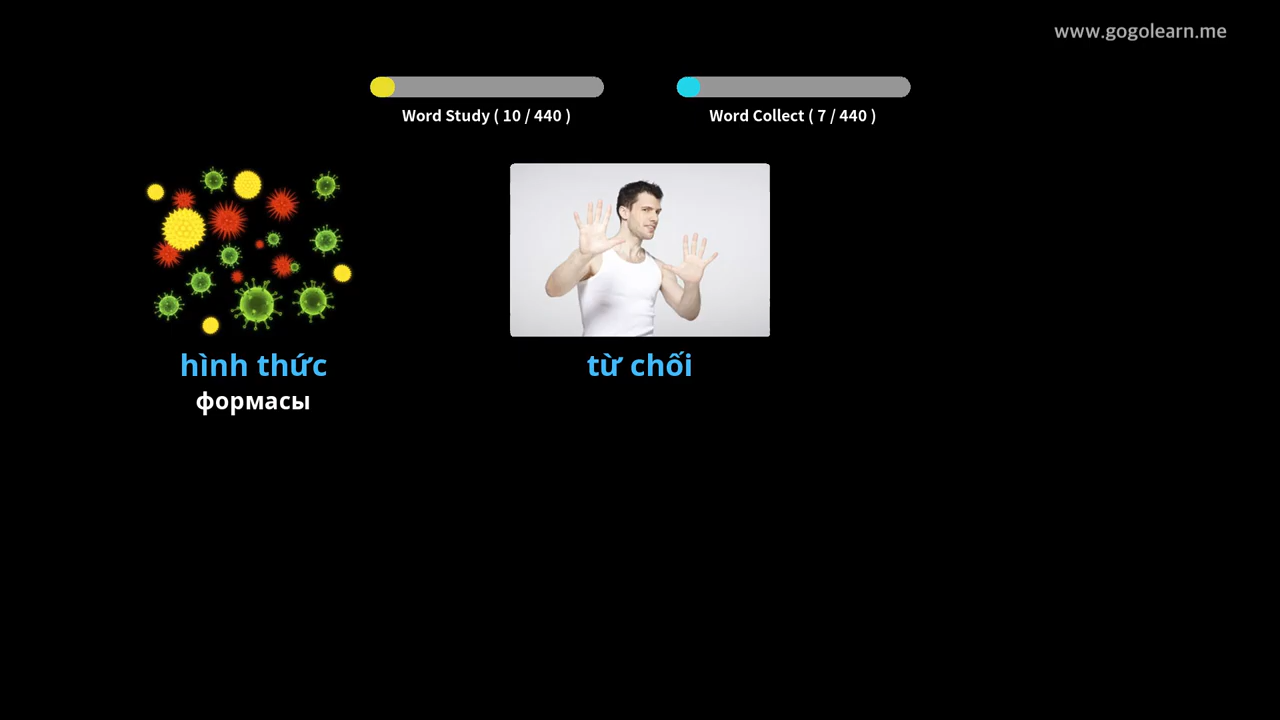 www.gogolearn.me
Word Study ( 10 / 440 )
Word Collect ( 7 / 440 )
hình thức
формасы
từ chối